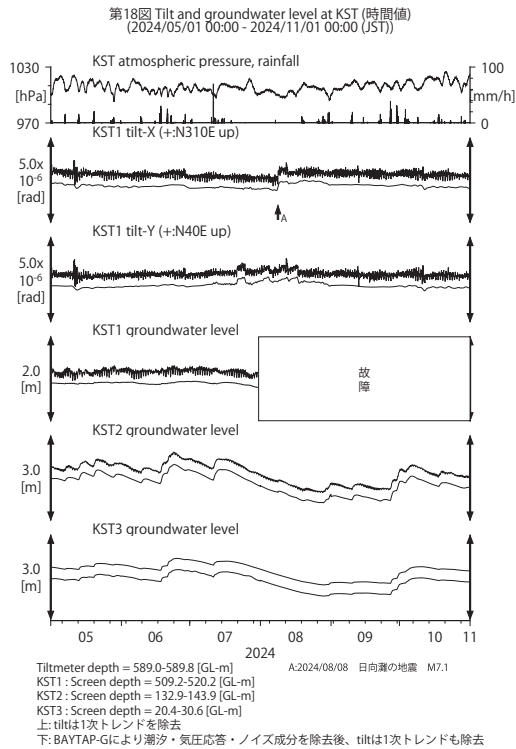 第18図 Tilt and groundwater level at KST (時間値)
(2024/05/01 00:00 - 2024/11/01 00:00 (JST))
KST atmospheric pressure, rainfall
1030
100
[hPa]
[mm/h]
970
0
KST1 tilt-X (+:N310E up)
5.0x
10-6
[rad]
A
KST1 tilt-Y (+:N40E up)
5.0x
10-6
[rad]
KST1 groundwater level
2.0
[m]
故
障
KST2 groundwater level
3.0
[m]
KST3 groundwater level
3.0
[m]
05 06 07 08 09 10 11
2024
Tiltmeter depth = 589.0-589.8 [GL-m]
A:2024/08/08 日向灘の地震 M7.1
KST1 : Screen depth = 509.2-520.2 [GL-m]
KST2 : Screen depth = 132.9-143.9 [GL-m]
KST3 : Screen depth = 20.4-30.6 [GL-m]
上: tiltは1次トレンドを除去
下: BAYTAP-Gにより潮汐・気圧応答・ノイズ成分を除去後、tiltは1次トレンドも除去